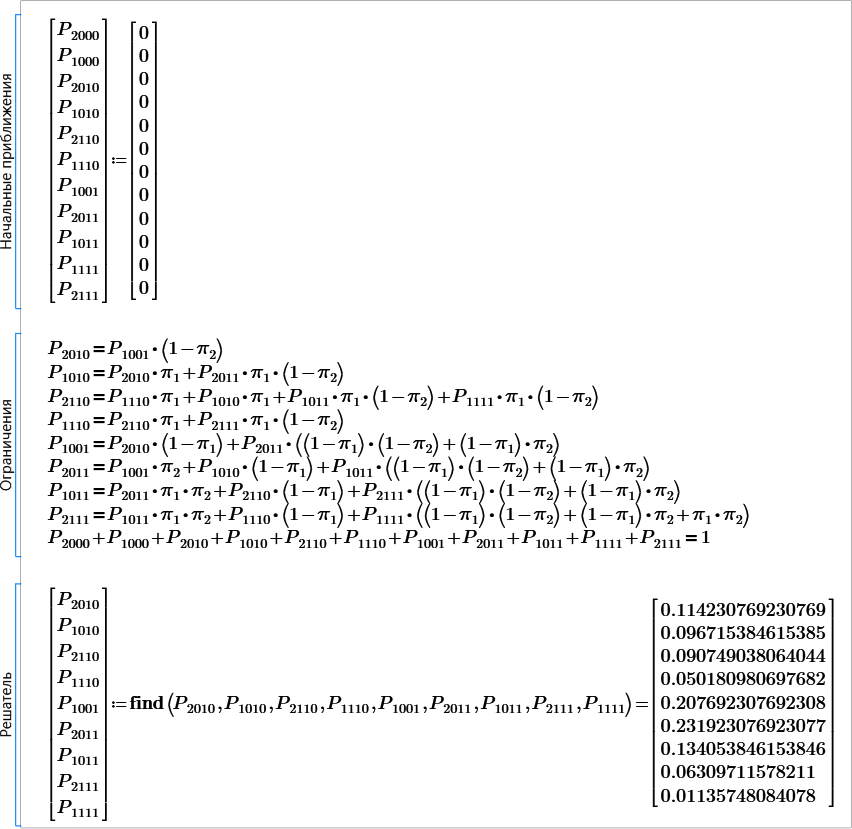 Начальные приближения
[P₂₀₀₀ P₁₀₀₀ P₂₀₁₀ P₁₀₁₀ P₂₁₁₀ P₁₁₁₀ P₁₀₀₁ P₂₀₁₁ P₁₀₁₁ P₁₁₁₁ P₂₁₁₁] := [0 0 0 0 0 0 0 0 0 0 0 0]
Ограничения
P₂₀₁₀=P₁₀₀₁·(1−π₂)
P₁₀₁₀=P₂₀₁₀·π₁+P₂₀₁₁·π₁·(1−π₂)
P₂₁₁₀=P₁₁₁₀·π₁+P₁₀₁₀·π₁+P₁₀₁₁·π₁·(1−π₂)+P₁₁₁₁·π₁·(1−π₂)
P₁₁₁₀=P₂₁₁₀·π₁+P₂₁₁₁·π₁·(1−π₂)
P₁₀₀₁=P₂₀₁₀·(1−π₁)+P₂₀₁₁·((1−π₁)·(1−π₂)+(1−π₁)·π₂)
P₂₀₁₁=P₁₀₀₁·π₂+P₁₀₁₀·(1−π₁)+P₁₀₁₁·((1−π₁)·(1−π₂)+(1−π₁)·π₂)
P₁₀₁₁=P₂₀₁₁·π₁·π₂+P₂₁₁₀·(1−π₁)+P₂₁₁₁·((1−π₁)·(1−π₂)+(1−π₁)·π₂)
P₂₁₁₁=P₁₀₁₁·π₁·π₂+P₁₁₁₀·(1−π₁)+P₁₁₁₁·((1−π₁)·(1−π₂)+(1−π₁)·π₂+π₁·π₂)
P₂₀₀₀+P₁₀₀₀+P₂₀₁₀+P₁₀₁₀+P₂₁₁₀+P₁₁₁₀+P₁₀₀₁+P₂₀₁₁+P₁₀₁₁+P₁₁₁₁+P₂₁₁₁=1
Решатель
[P₂₀₁₀ P₁₀₁₀ P₂₁₁₀ P₁₁₁₀ P₁₀₀₁ P₂₀₁₁ P₁₀₁₁ P₂₁₁₁ P₁₁₁₁] := find(P₂₀₁₀,P₁₀₁₀,P₂₁₁₀,P₁₁₁₀,P₁₀₀₁,P₂₀₁₁,P₁₀₁₁,P₂₁₁₁,P₁₁₁₁)=
0.114230769230769
0.096715384615385
0.090749038064044
0.050180980697682
0.207692307692308
0.231923076923077
0.134053846153846
0.06309711578211
0.01135748084078